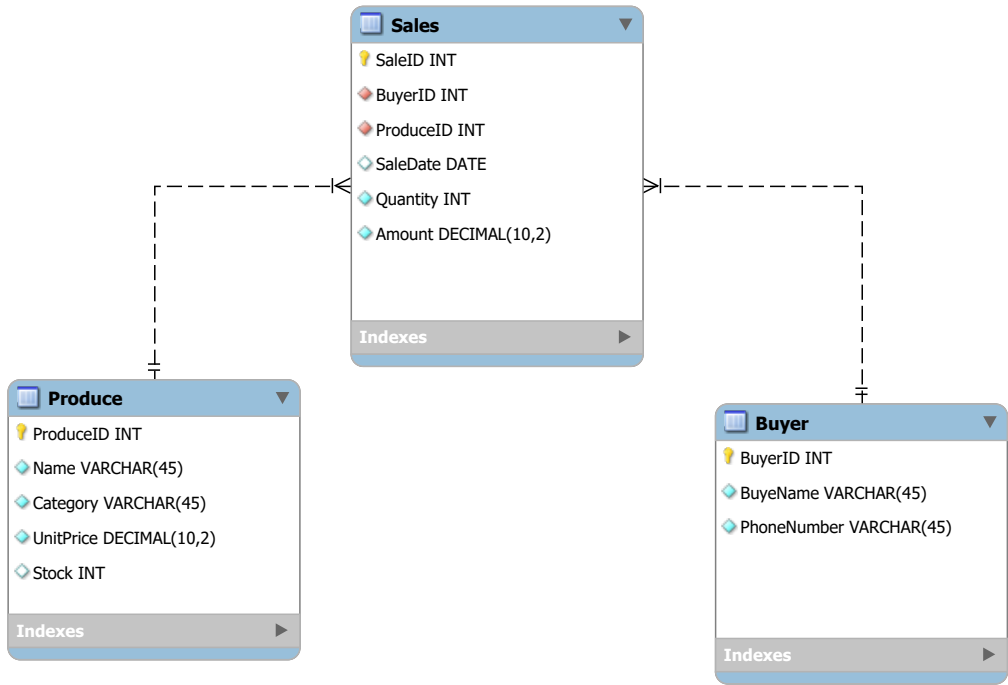 Sales
SaleID INT
BuyerID INT
ProduceID INT
SaleDate DATE
Quantity INT
Amount DECIMAL(10,2)
Indexes
Produce
ProduceID INT
Name VARCHAR(45)
Category VARCHAR(45)
UnitPrice DECIMAL(10,2)
Stock INT
Indexes
Buyer
BuyerID INT
BuyeName VARCHAR(45)
PhoneNumber VARCHAR(45)
Indexes